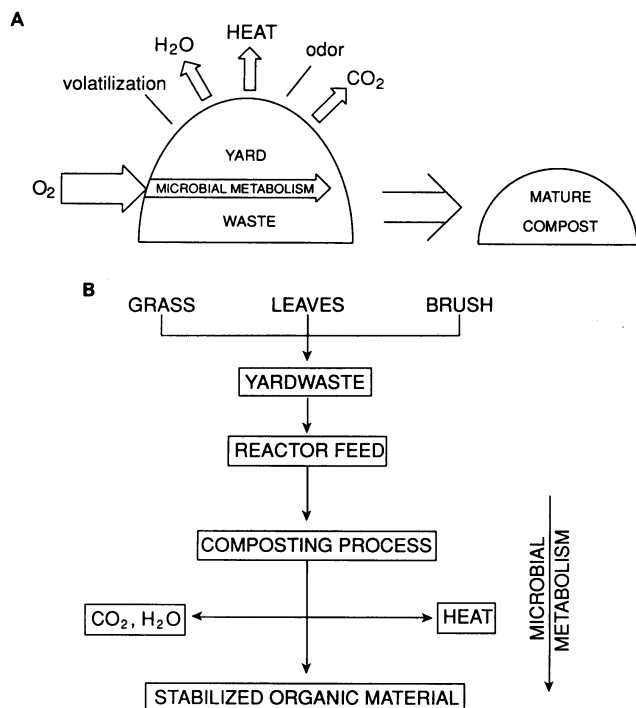 A
HEAT
H₂O
odor
CO₂
volatilization
YARD
O₂
MICROBIAL METABOLISM
WASTE
MATURE
COMPOST
B
GRASS
LEAVES
BRUSH
YARDWASTE
REACTOR FEED
COMPOSTING PROCESS
CO₂, H₂O
HEAT
MICROBIAL
METABOLISM
STABILIZED ORGANIC MATERIAL